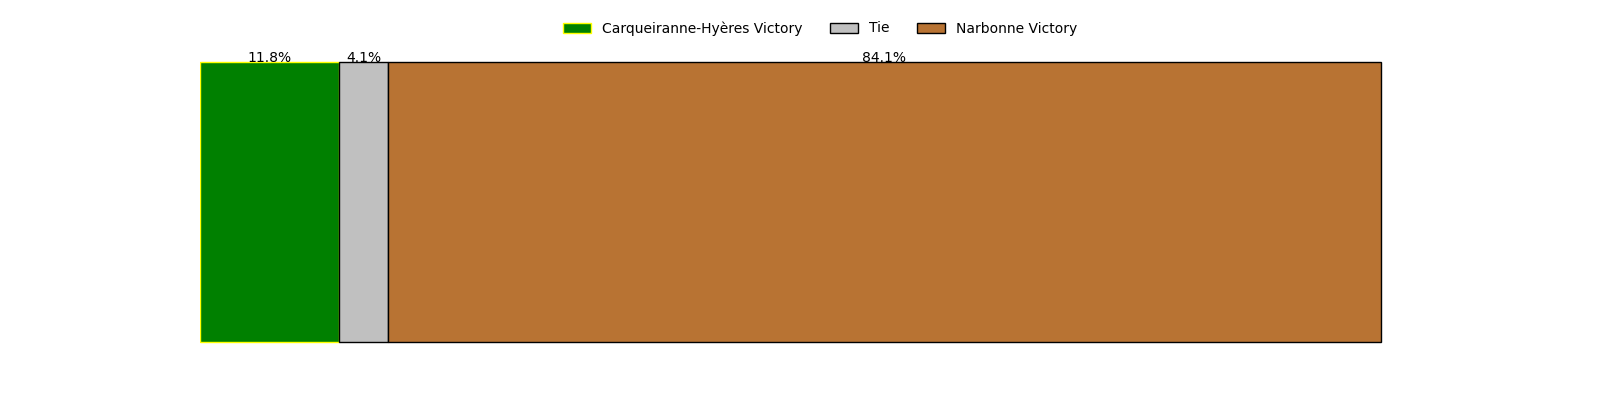 Carqueiranne-Hyères Victory Tie Narbonne Victory
11.8% 4.1% 84.1%